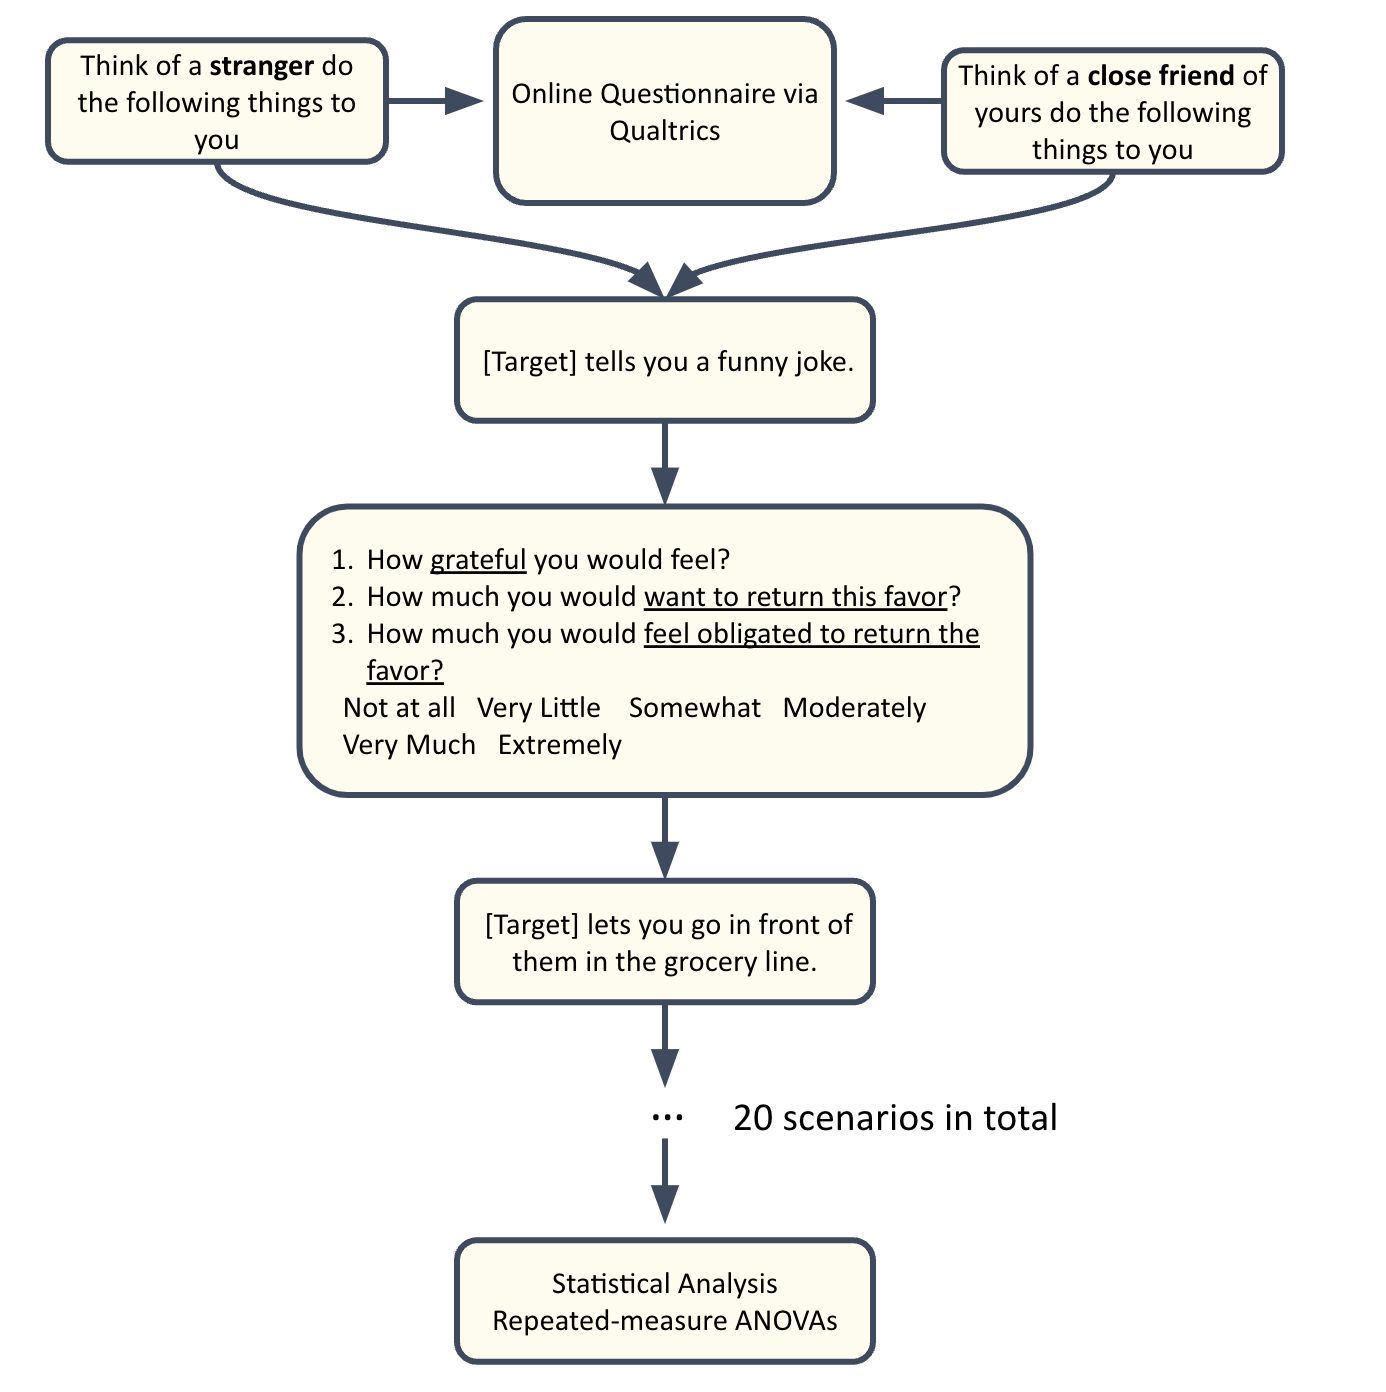 Think of a stranger do
the following things to
you
Online Questionnaire via
Qualtrics
Think of a close friend of
yours do the following
things to you
[Target] tells you a funny joke.
1. How grateful you would feel?
2. How much you would want to return this favor?
3. How much you would feel obligated to return the
favor?
Not at all Very Little Somewhat Moderately
Very Much Extremely
[Target] lets you go in front of
them in the grocery line.
... 20 scenarios in total
Statistical Analysis
Repeated-measure ANOVAs